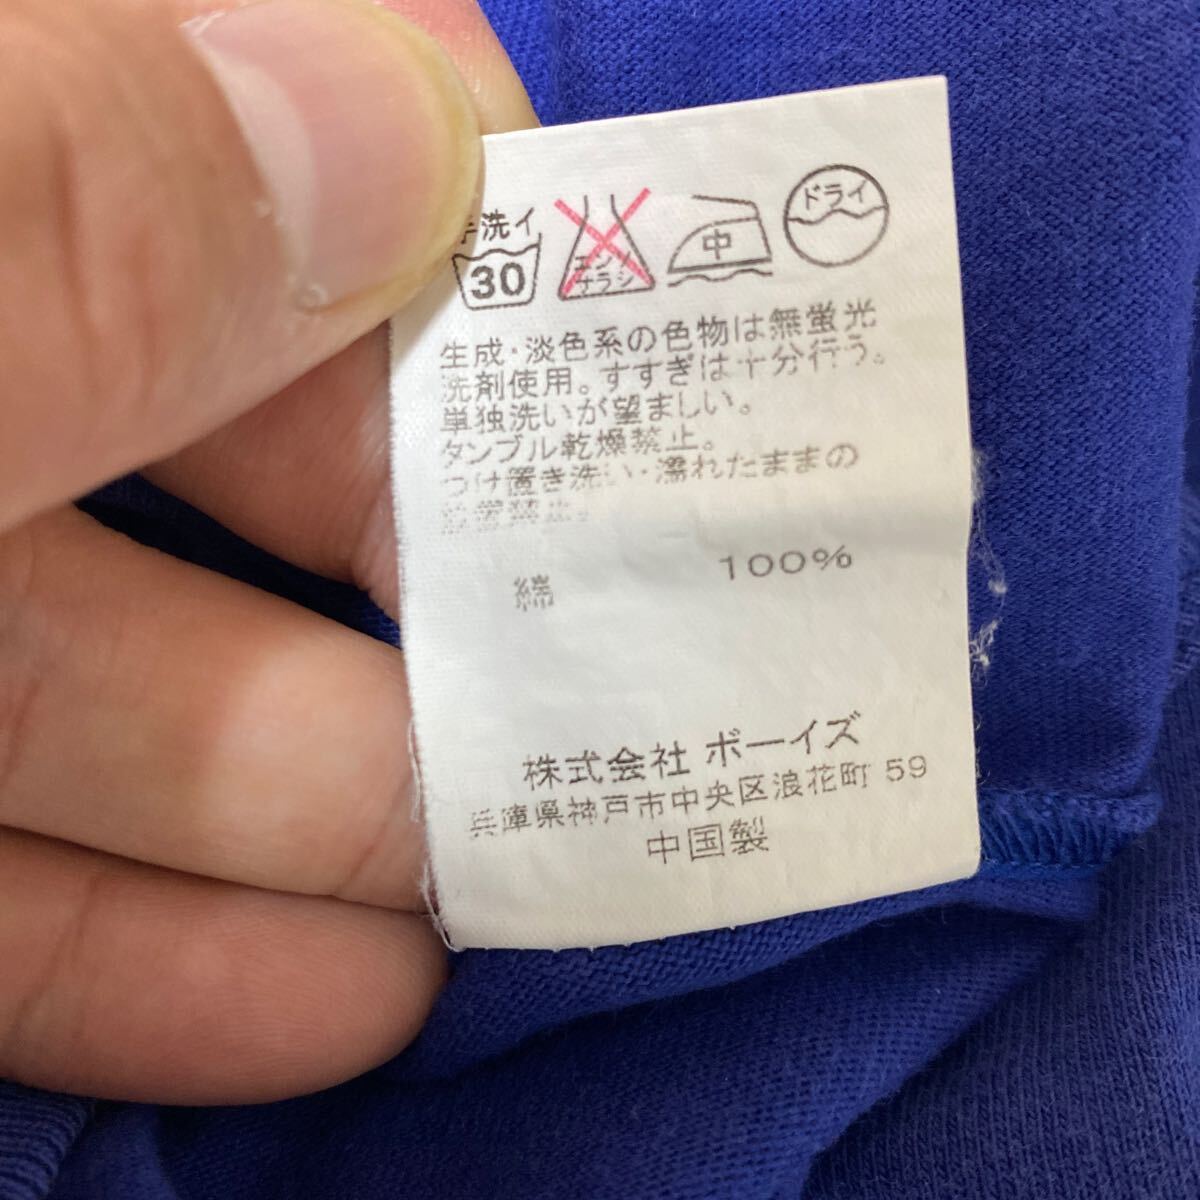 手洗イ
30
エンソ
サラシ
中
ドライ
生成・淡色系の色物は無蛍光
洗剤使用。すすぎは十分行う。
単独洗いが望ましい。
タンブル乾燥禁止。
つけ置き洗い・濡れたままの
放置禁止。
綿 100%
株式会社 ボーイズ
兵庫県神戸市中央区浪花町 59
中国製